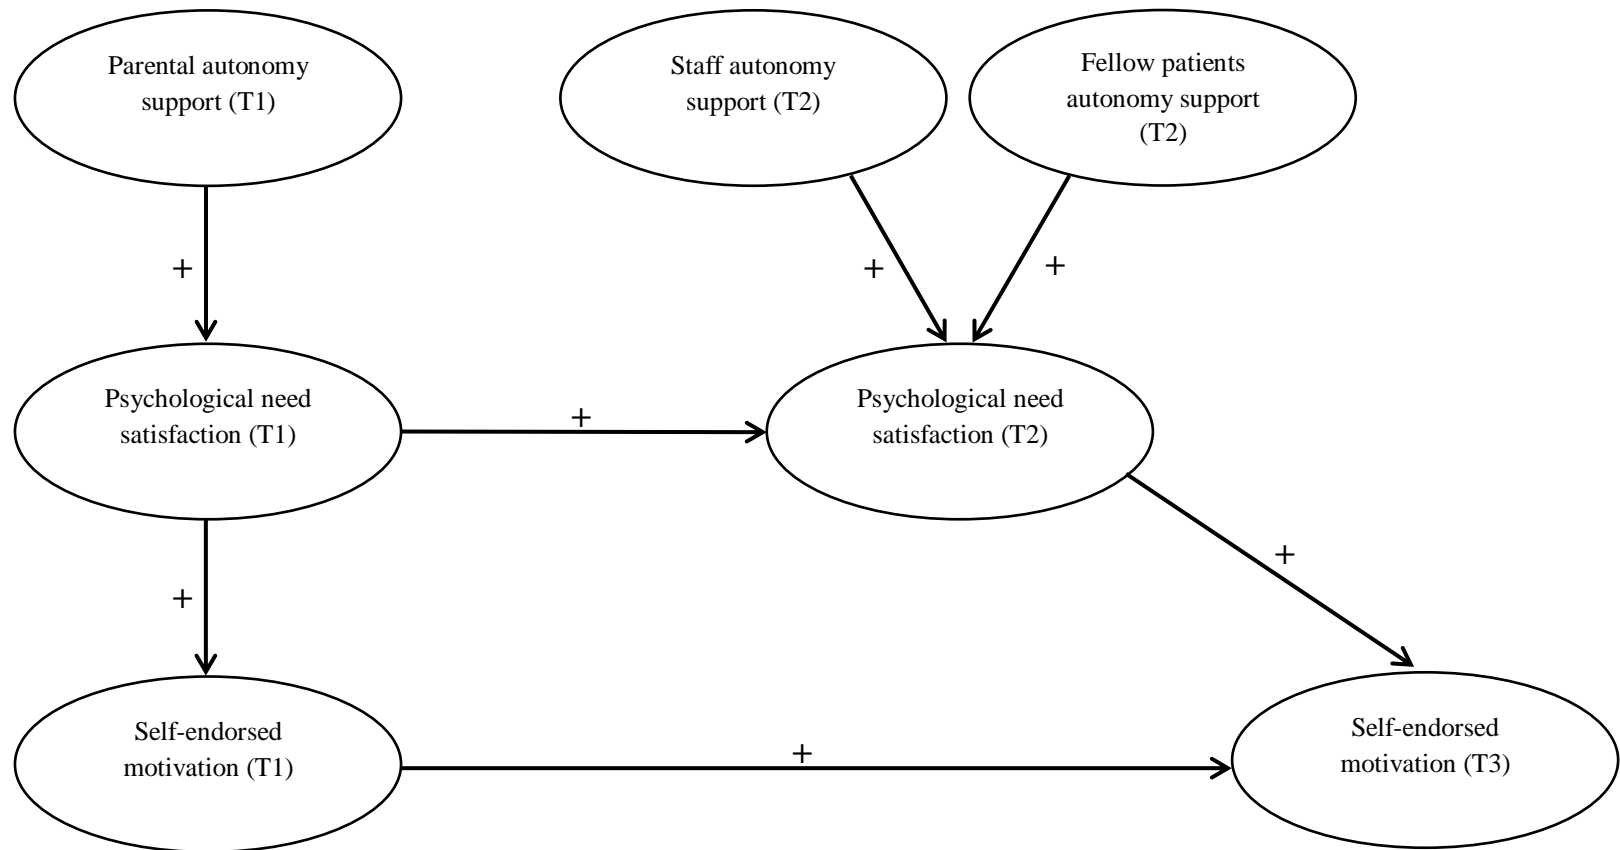 Parental autonomy
support (T1)
Staff autonomy
support (T2)
Fellow patients
autonomy support
(T2)
+
+
+
Psychological need
satisfaction (T1)
+
Psychological need
satisfaction (T2)
+
+
Self-endorsed
motivation (T1)
+
Self-endorsed
motivation (T3)